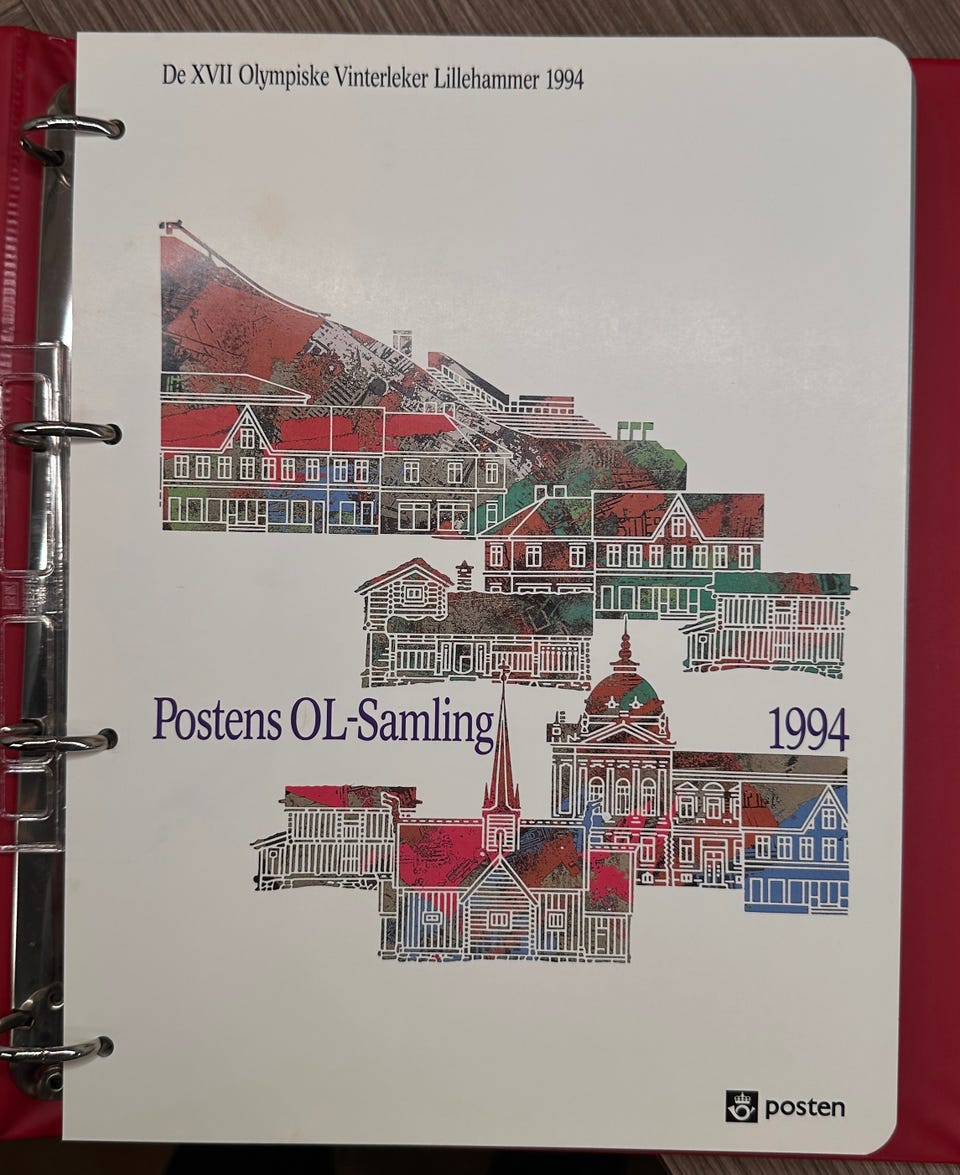 De XVII Olympiske Vinterleker Lillehammer 1994
Postens OL-Samling 1994
posten